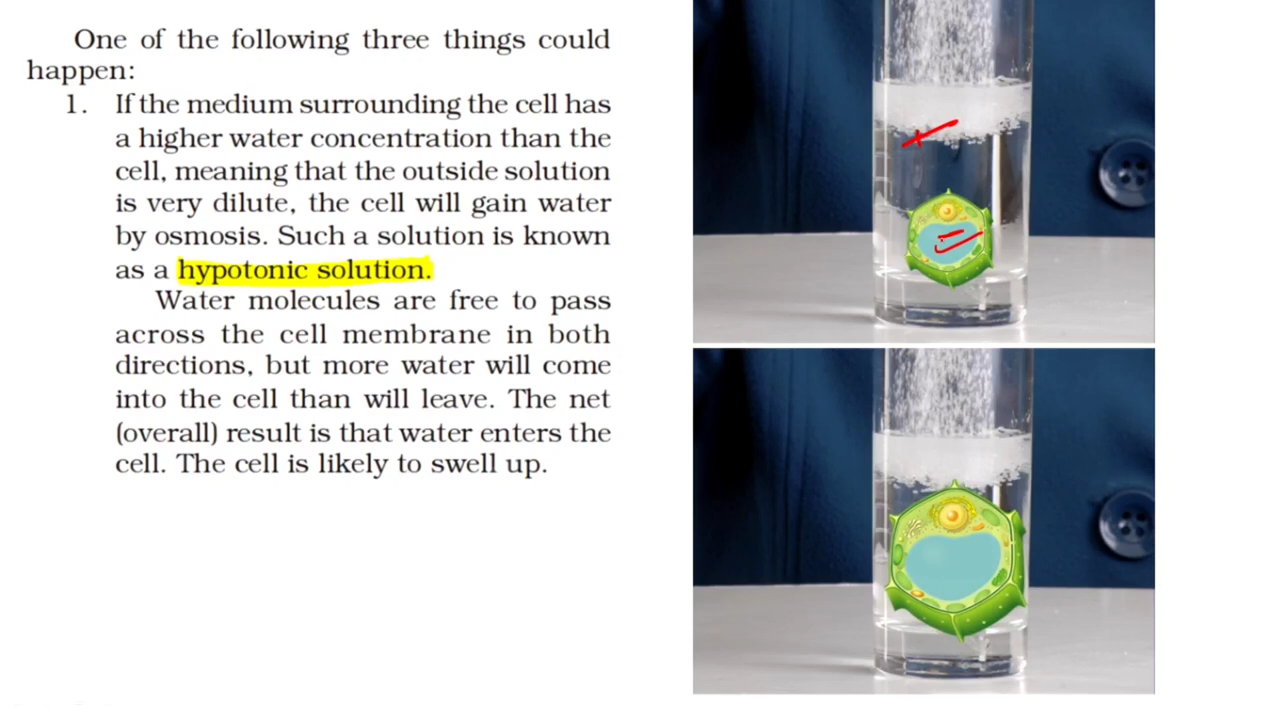 One of the following three things could
happen:
1. If the medium surrounding the cell has
a higher water concentration than the
cell, meaning that the outside solution
is very dilute, the cell will gain water
by osmosis. Such a solution is known
as a hypotonic solution.
Water molecules are free to pass
across the cell membrane in both
directions, but more water will come
into the cell than will leave. The net
(overall) result is that water enters the
cell. The cell is likely to swell up.